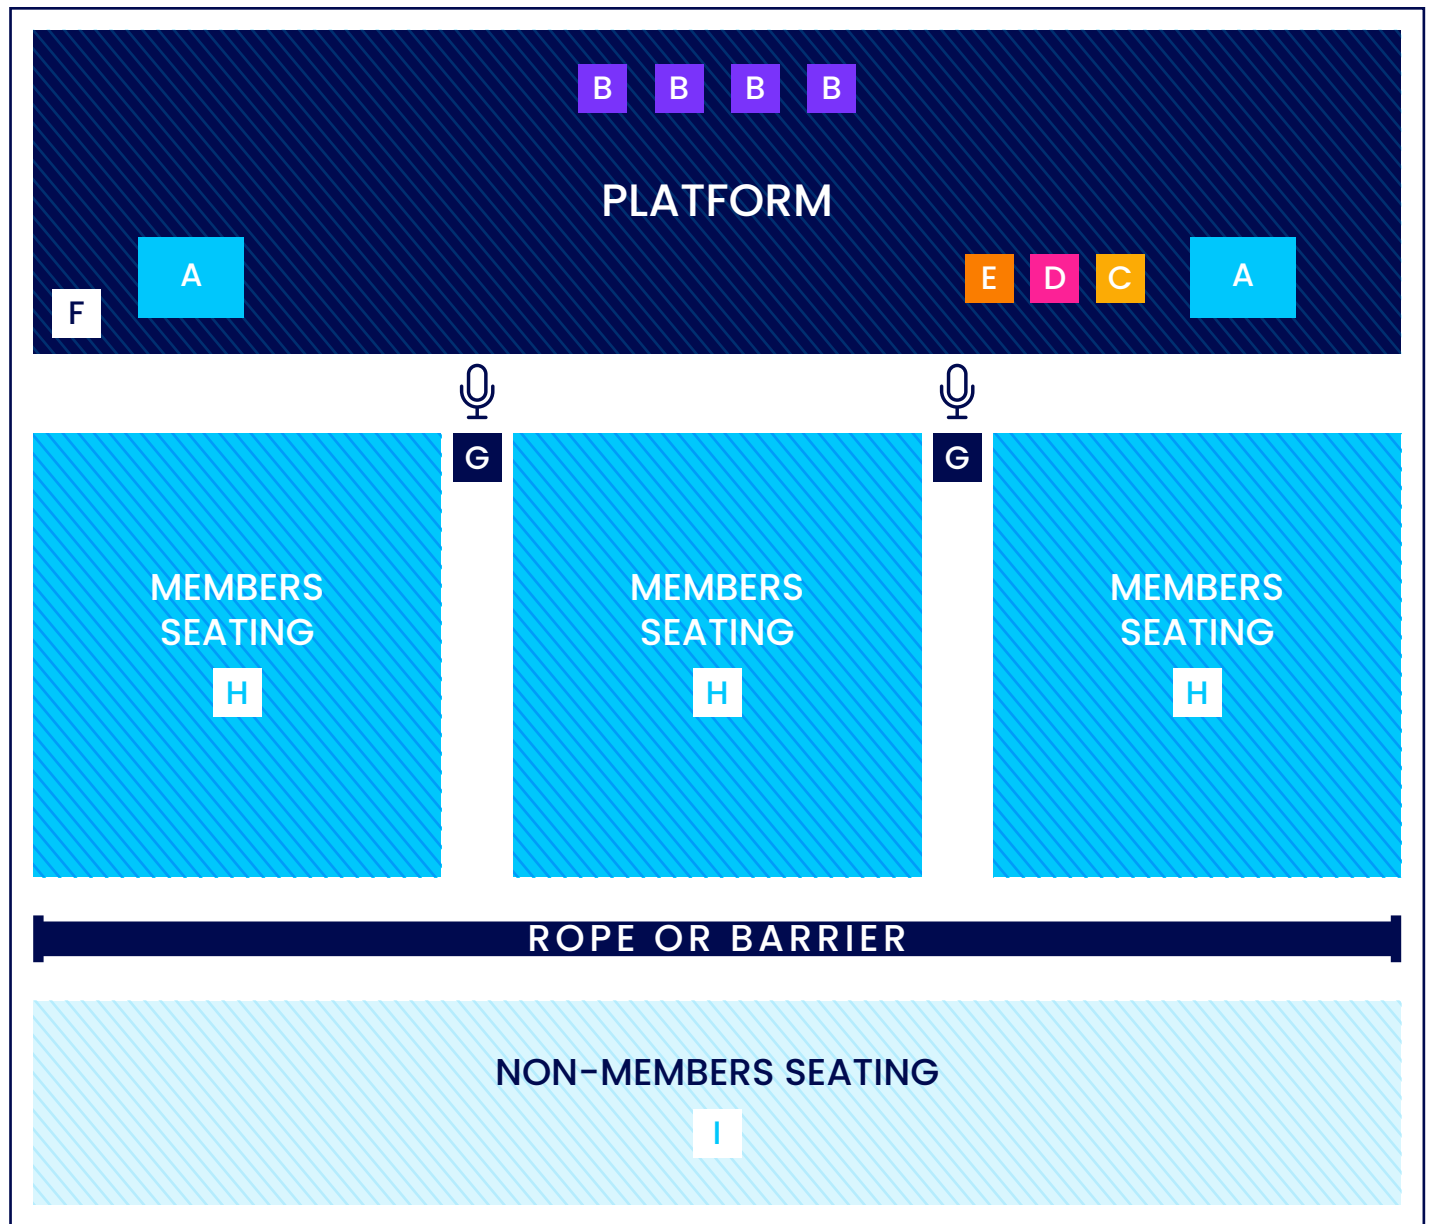 B B B B
PLATFORM
A
E D C
A
F
G
G
MEMBERS
SEATING
H
MEMBERS
SEATING
H
MEMBERS
SEATING
H
ROPE OR BARRIER
NON-MEMBERS SEATING
I